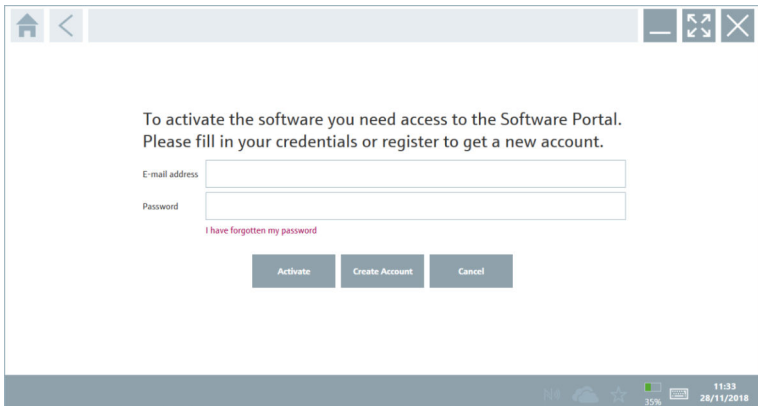 To activate the software you need access to the Software Portal.
Please fill in your credentials or register to get a new account.
E-mail address
Password
I have forgotten my password
Activate Create Account Cancel
35%
11:33
28/11/2018